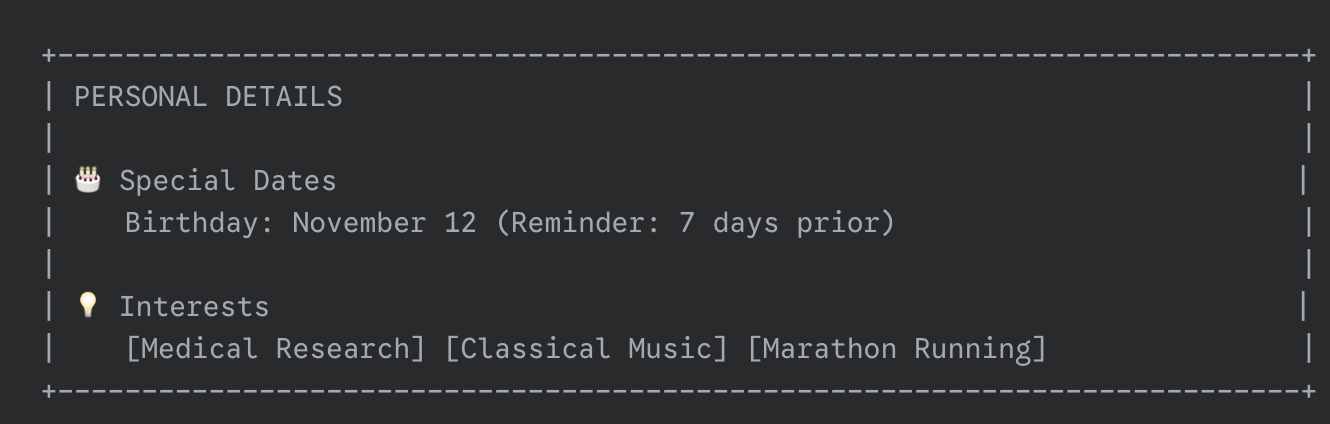 +--------------------------------------------------------------------------+
| PERSONAL DETAILS                                                         |
|                                                                          |
| 🎂 Special Dates                                                         |
|    Birthday: November 12 (Reminder: 7 days prior)                        |
|                                                                          |
| 💡 Interests                                                             |
|    [Medical Research] [Classical Music] [Marathon Running]               |
+--------------------------------------------------------------------------+